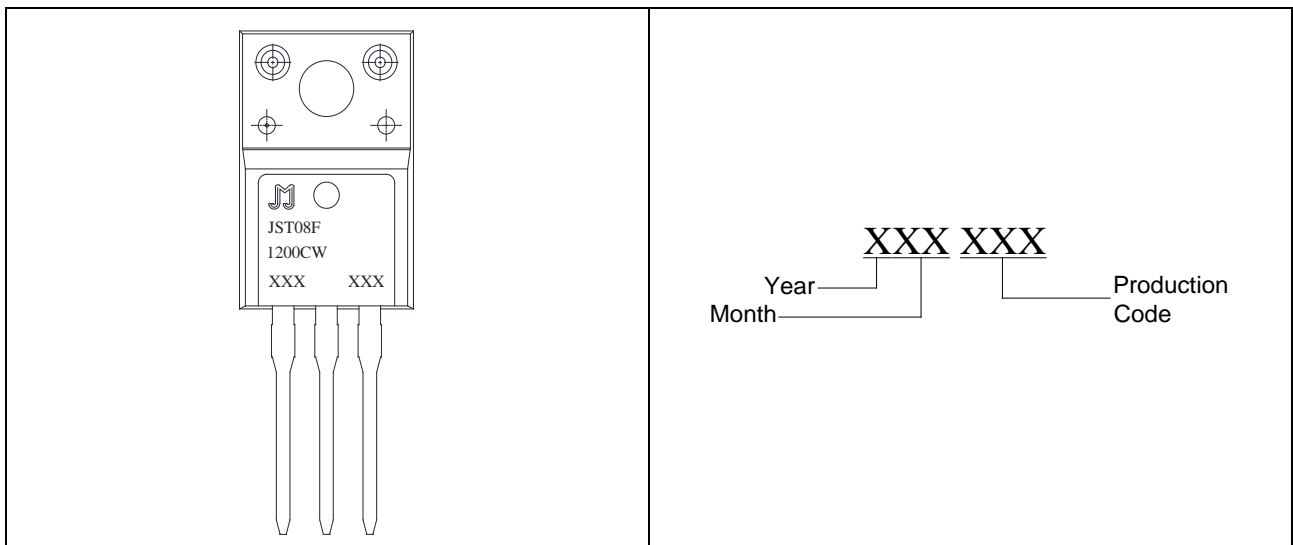 JST08F
1200CW
XXX XXX
XXX XXX
Year
Month
Production
Code